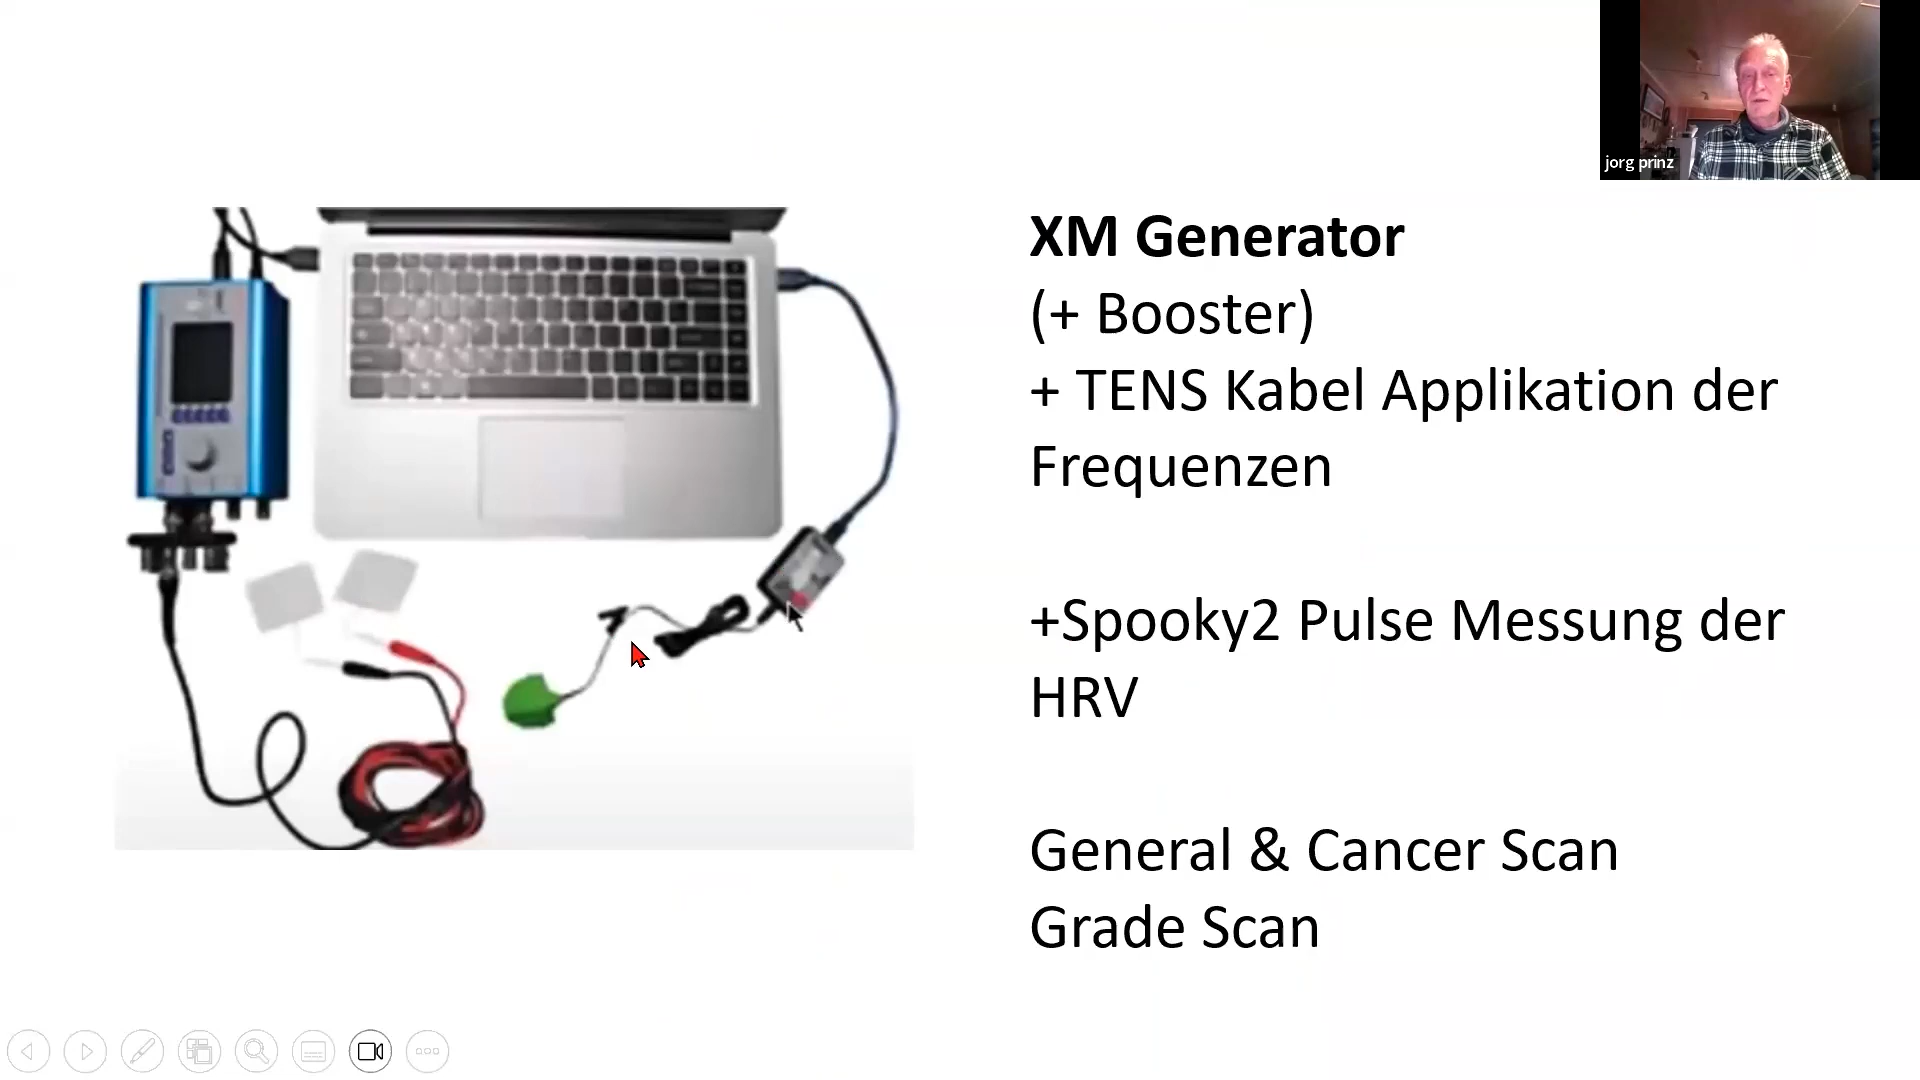 jorg prinz
XM Generator
(+ Booster)
+ TENS Kabel Applikation der
Frequenzen
+Spooky2 Pulse Messung der
HRV
General & Cancer Scan
Grade Scan